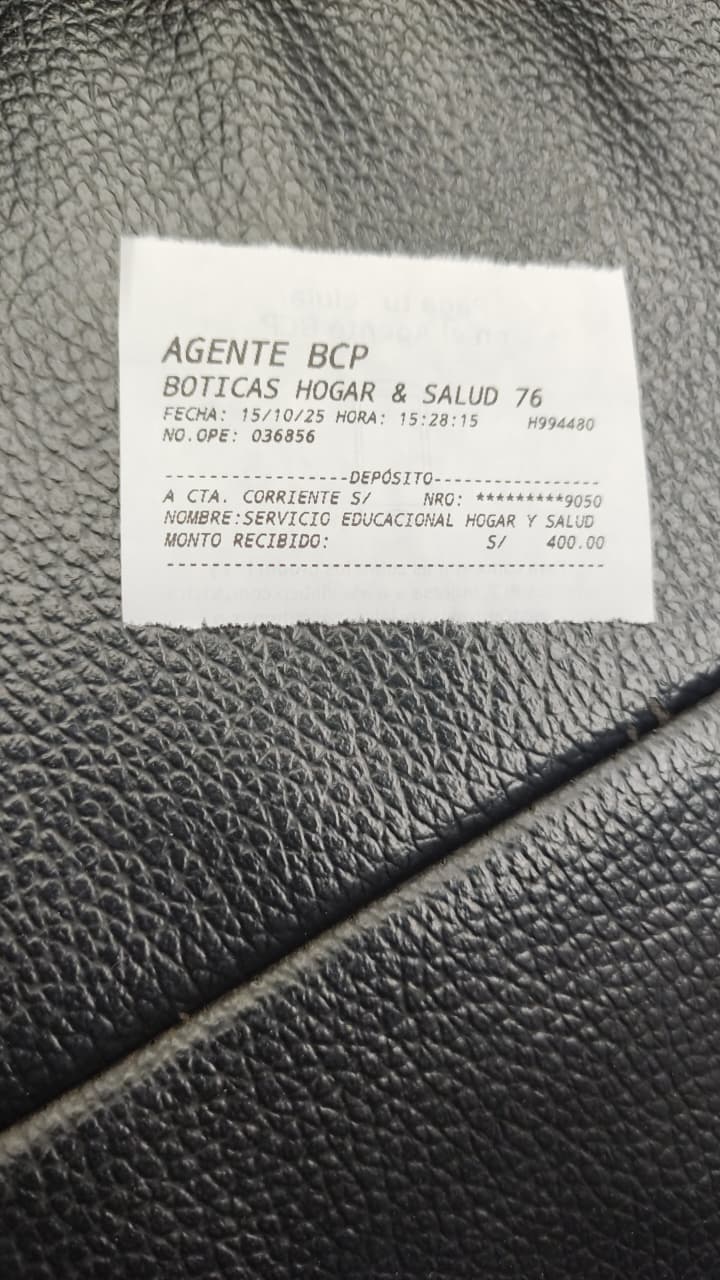 AGENTE BCP
BOTICAS HOGAR & SALUD 76
FECHA: 15/10/25 HORA: 15:28:15 H994480
NO.OPE: 036856
------------------DEPÓSITO----------------
A CTA. CORRIENTE S/ NRO: *********9050
NOMBRE:SERVICIO EDUCACIONAL HOGAR Y SALUD
MONTO RECIBIDO: S/ 400.00
--------------------------------------------